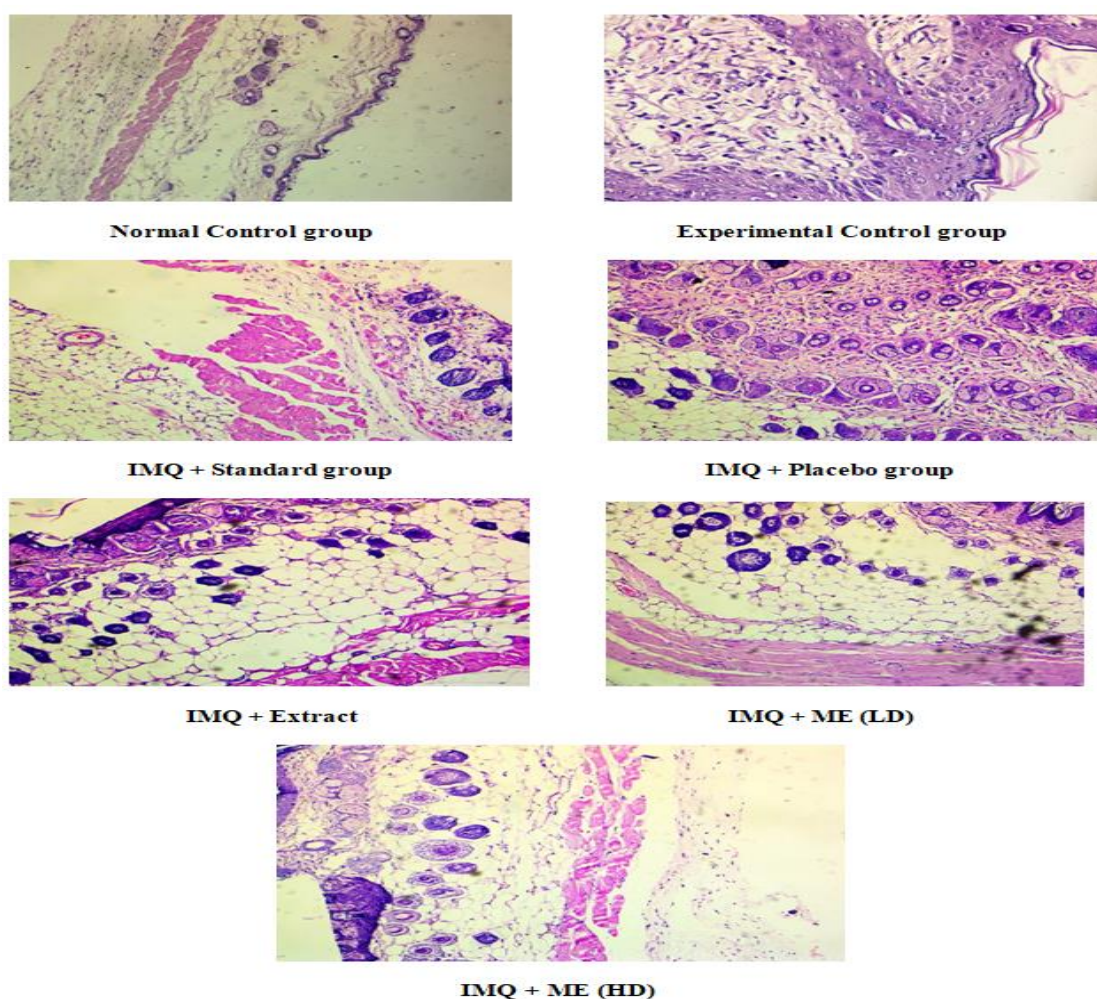 Normal Control group
Experimental Control group
IMQ + Standard group
IMQ + Placebo group
IMQ + Extract
IMQ + ME (LD)
IMQ + ME (HD)